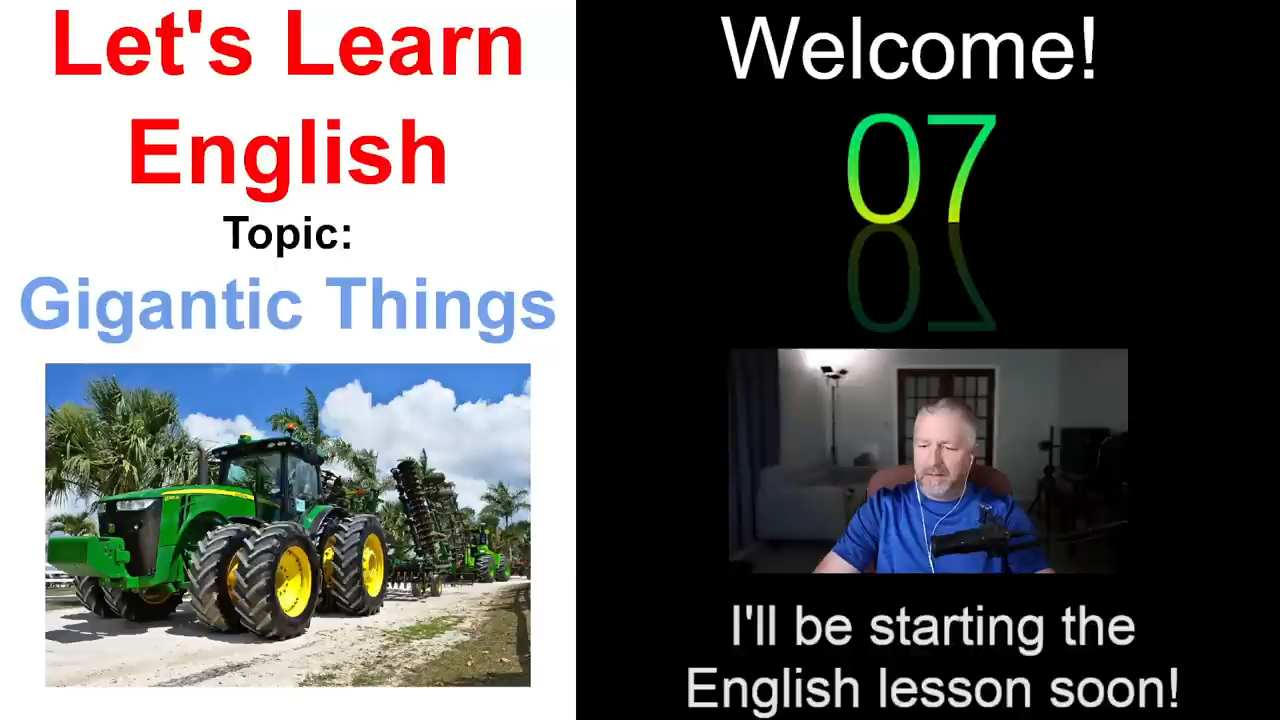 Let's Learn
English
Topic:
Gigantic Things
Welcome!
07
I'll be starting the
English lesson soon!